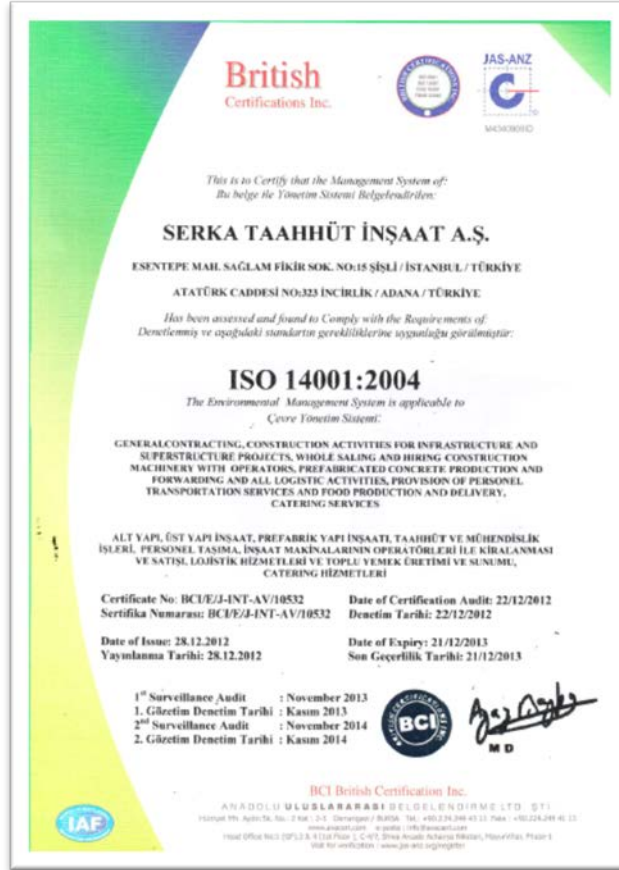 British
Certifications Inc.
JAS-ANZ
This is to Certify that the Management System of:
Bu belge ile Yönetim Sistemi Belgelendirilen:
SERKA TAAHHÜT İNŞAAT A.Ş.
ESENTEPE MAH. SAĞLAM FİKİR SOK. NO:15 ŞİŞLİ / İSTANBUL / TÜRKİYE
ATATÜRK CADDESİ NO:323 İNCİRLİK / ADANA / TÜRKİYE
Has been assessed and found to Comply with the Requirements of:
Denetlenmiş ve aşağıdaki standartın gerekliliklerine uygunluğu görülmüştür:
ISO 14001:2004
The Environmental Management System is applicable to
Çevre Yönetim Sistemi:
GENERALCONTRACTING, CONSTRUCTION ACTIVITIES FOR INFRASTRUCTURE AND
SUPERSTRUCTURE PROJECTS, WHOLE SALING AND HIRING CONSTRUCTION
MACHINERY WITH OPERATORS, PREFABRICATED CONCRETE PRODUCTION AND
FORWARDING AND ALL LOGISTIC ACTIVITIES, PROVISION OF PERSONEL
TRANSPORTATION SERVICES AND FOOD PRODUCTION AND DELIVERY,
CATERING SERVICES
ALT YAPI, ÜST YAPI İNŞAAT, PREFABRİK YAPI İNŞAATI, TAAHHÜT VE MÜHENDİSLİK
İŞLERİ, PERSONEL TAŞIMA, İNŞAAT MAKİNALARININ OPERATÖRLERİ İLE KİRALANMASI
VE SATIŞI, LOJİSTİK HİZMETLERİ VE TOPLU YEMEK ÜRETİMİ VE SUNUMU,
CATERING HİZMETLERİ
Certificate No: BCI/E/J-INT-AV/10532 Date of Certification Audit: 22/12/2012
Sertifika Numarası: BCI/E/J-INT-AV/10532 Denetim Tarihi: 22/12/2012
Date of Issue: 28.12.2012 Date of Expiry: 21/12/2013
Yayınlanma Tarihi: 28.12.2012 Son Geçerlilik Tarihi: 21/12/2013
1st Surveillance Audit : November 2013
1. Gözetim Denetim Tarihi : Kasım 2013
2nd Surveillance Audit : November 2014
2. Gözetim Denetim Tarihi : Kasım 2014
BCI
M D
BCI British Certification Inc.
ANADOLU ULUSLARARASI BELGELENDİRME LTD. ŞTİ
IAF